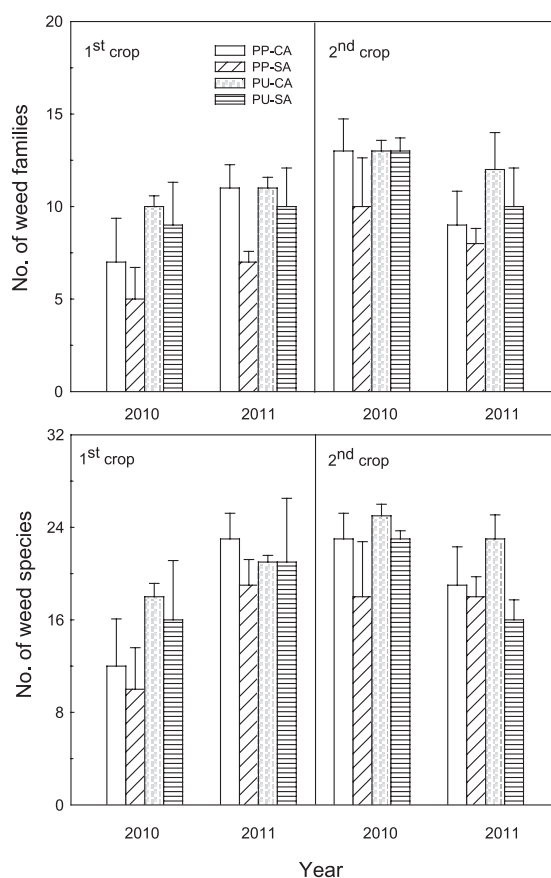 20
15
10
5
0
No. of weed families
1st crop
PP-CA
PP-SA
PU-CA
PU-SA
2nd crop
2010
2011
2010
2011
32
24
16
8
0
No. of weed species
1st crop
2nd crop
2010
2011
2010
2011
Year